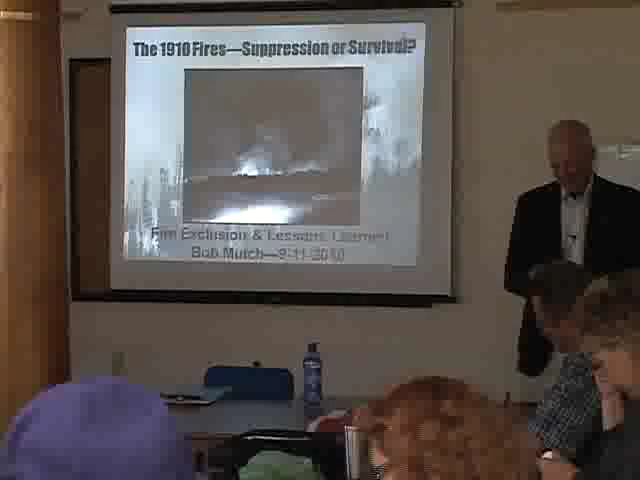 The 1910 Fires—Suppression or Survival?
Fire Exclusion & Lessons Learned
Bob Mutch—9-11-2010